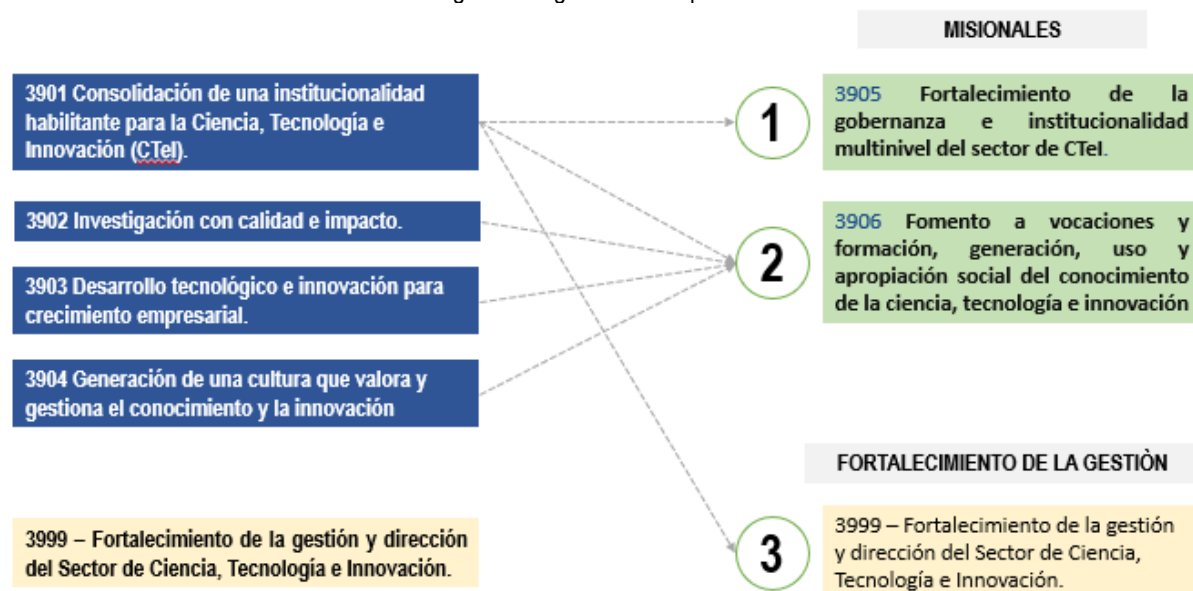 MISIONALES
3901 Consolidación de una institucionalidad
habilitante para la Ciencia, Tecnología e
Innovación (CTeI).
3902 Investigación con calidad e impacto.
3903 Desarrollo tecnológico e innovación para
crecimiento empresarial.
3904 Generación de una cultura que valora y
gestiona el conocimiento y la innovación
3999 – Fortalecimiento de la gestión y dirección
del Sector de Ciencia, Tecnología e Innovación.
1
3905 Fortalecimiento de la
gobernanza e institucionalidad
multinivel del sector de CTeI.
2
3906 Fomento a vocaciones y
formación, generación, uso y
apropiación social del conocimiento
de la ciencia, tecnología e innovación
FORTALECIMIENTO DE LA GESTIÒN
3
3999 – Fortalecimiento de la gestión
y dirección del Sector de Ciencia,
Tecnología e Innovación.